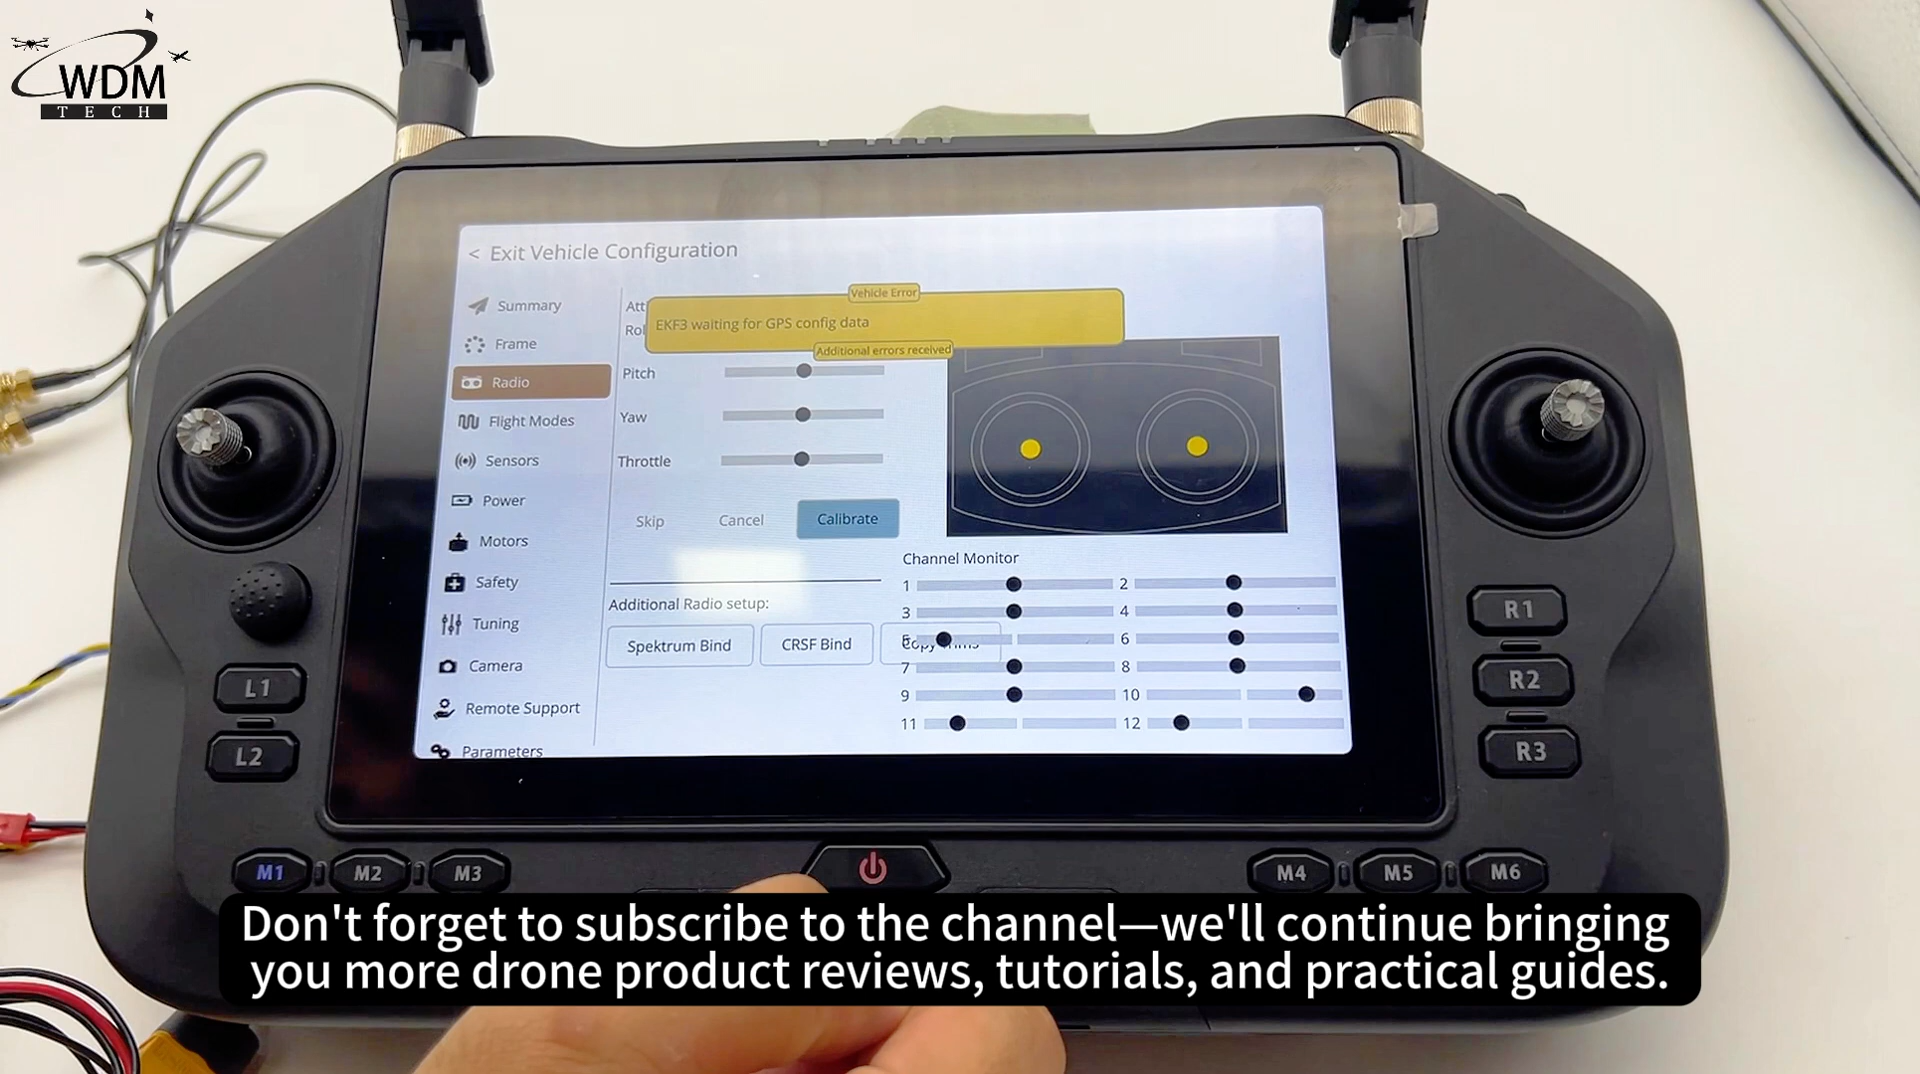 WDM
TECH
< Exit Vehicle Configuration
Summary
Frame
Radio
Flight Modes
Sensors
Power
Motors
Safety
Tuning
Camera
Remote Support
Parameters
Vehicle Error
EKF3 waiting for GPS config data
Additional errors received
Pitch
Yaw
Throttle
Skip Cancel Calibrate
Additional Radio setup:
Spektrum Bind CRSF Bind
Channel Monitor
1 2
3 4
5 6
7 8
9 10
11 12
L1
L2
R1
R2
R3
M1 M2 M3 M4 M5 M6
Don't forget to subscribe to the channel—we'll continue bringing
you more drone product reviews, tutorials, and practical guides.